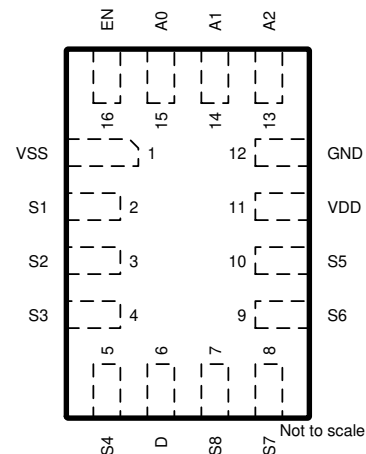 EN A0 A1 A2
16 15 14 13
VSS 1 12 GND
S1 2 11 VDD
S2 3 10 S5
S3 4 9 S6
5 6 7 8
S4 D S8 S7
Not to scale